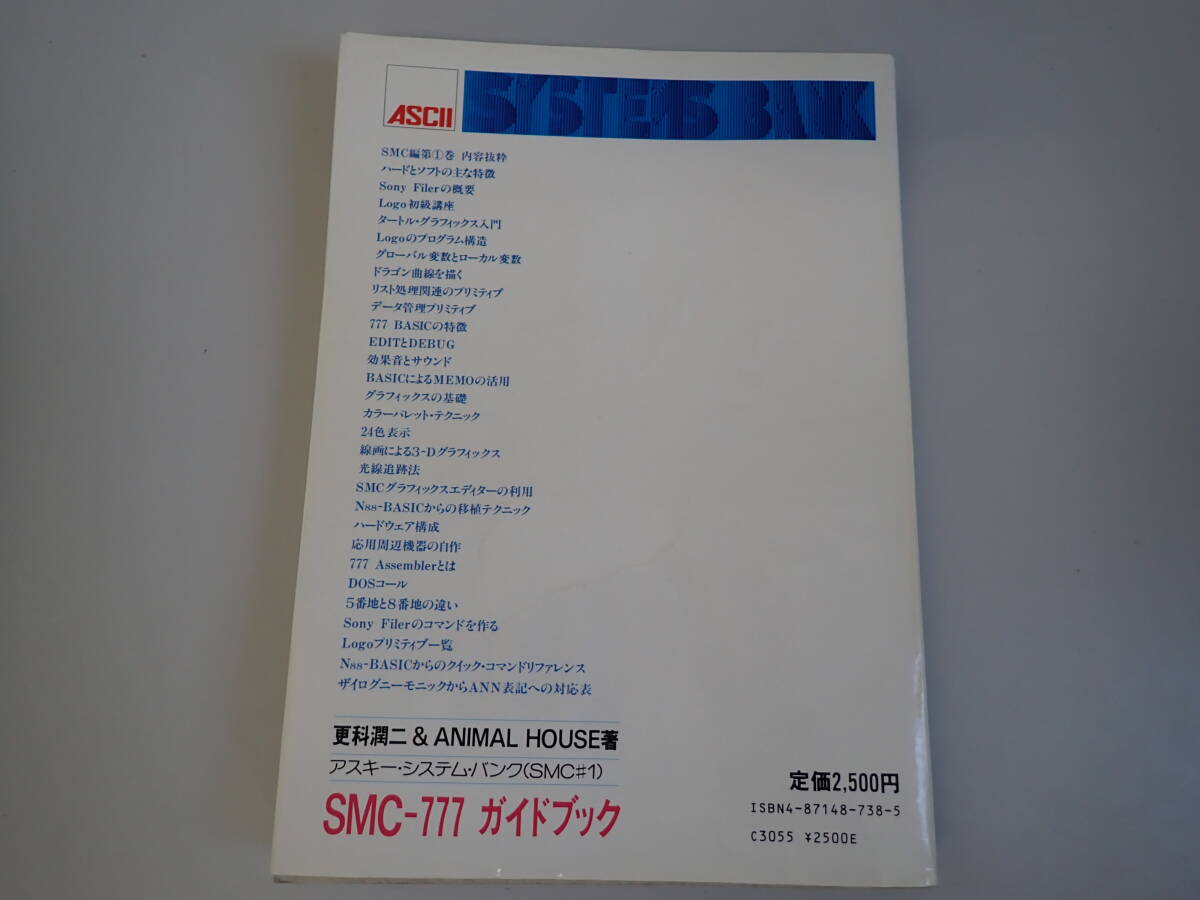 ASCII
SYSTEMS BANK
SMC編第①巻 内容抜粋
ハードとソフトの主な特徴
Sony Filerの概要
Logo初級講座
タートル・グラフィックス入門
Logoのプログラム構造
グローバル変数とローカル変数
ドラゴン曲線を描く
リスト処理関連のプリミティブ
データ管理プリミティブ
777 BASICの特徴
EDITとDEBUG
効果音とサウンド
BASICによるMEMOの活用
グラフィックスの基礎
カラーパレット・テクニック
24色表示
線画による3-Dグラフィックス
光線追跡法
SMCグラフィックスエディターの利用
N88-BASICからの移植テクニック
ハードウェア構成
応用周辺機器の自作
777 Assemblerとは
DOSコール
5番地と8番地の違い
Sony Filerのコマンドを作る
Logoプリミティブ一覧
N88-BASICからのクイック・コマンドリファレンス
ザイログニーモニックからANN表記への対応表
更科潤二 & ANIMAL HOUSE著
アスキー・システム・バンク(SMC#1)
SMC-777 ガイドブック
定価2,500円
ISBN4-87148-738-5
C3055 ¥2500E